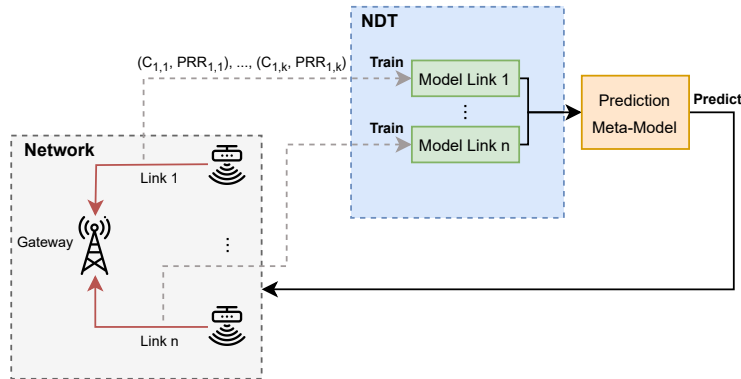 NDT
(C1,1, PRR1,1), ..., (C1,k, PRR1,k)
Train
Model Link 1
⋮
Prediction
Meta-Model
Predict
Train
Model Link n
Network
Link 1
Gateway
⋮
Link n